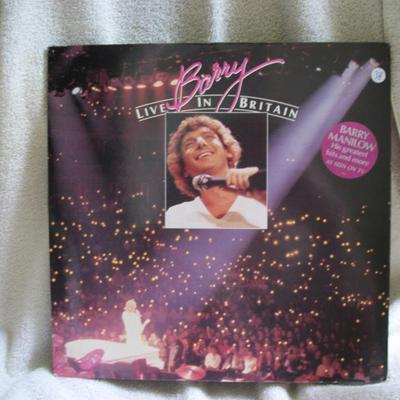 Barry
LIVE IN BRITAIN
BARRY
MANILOW
His greatest
hits and more
AS SEEN ON TV